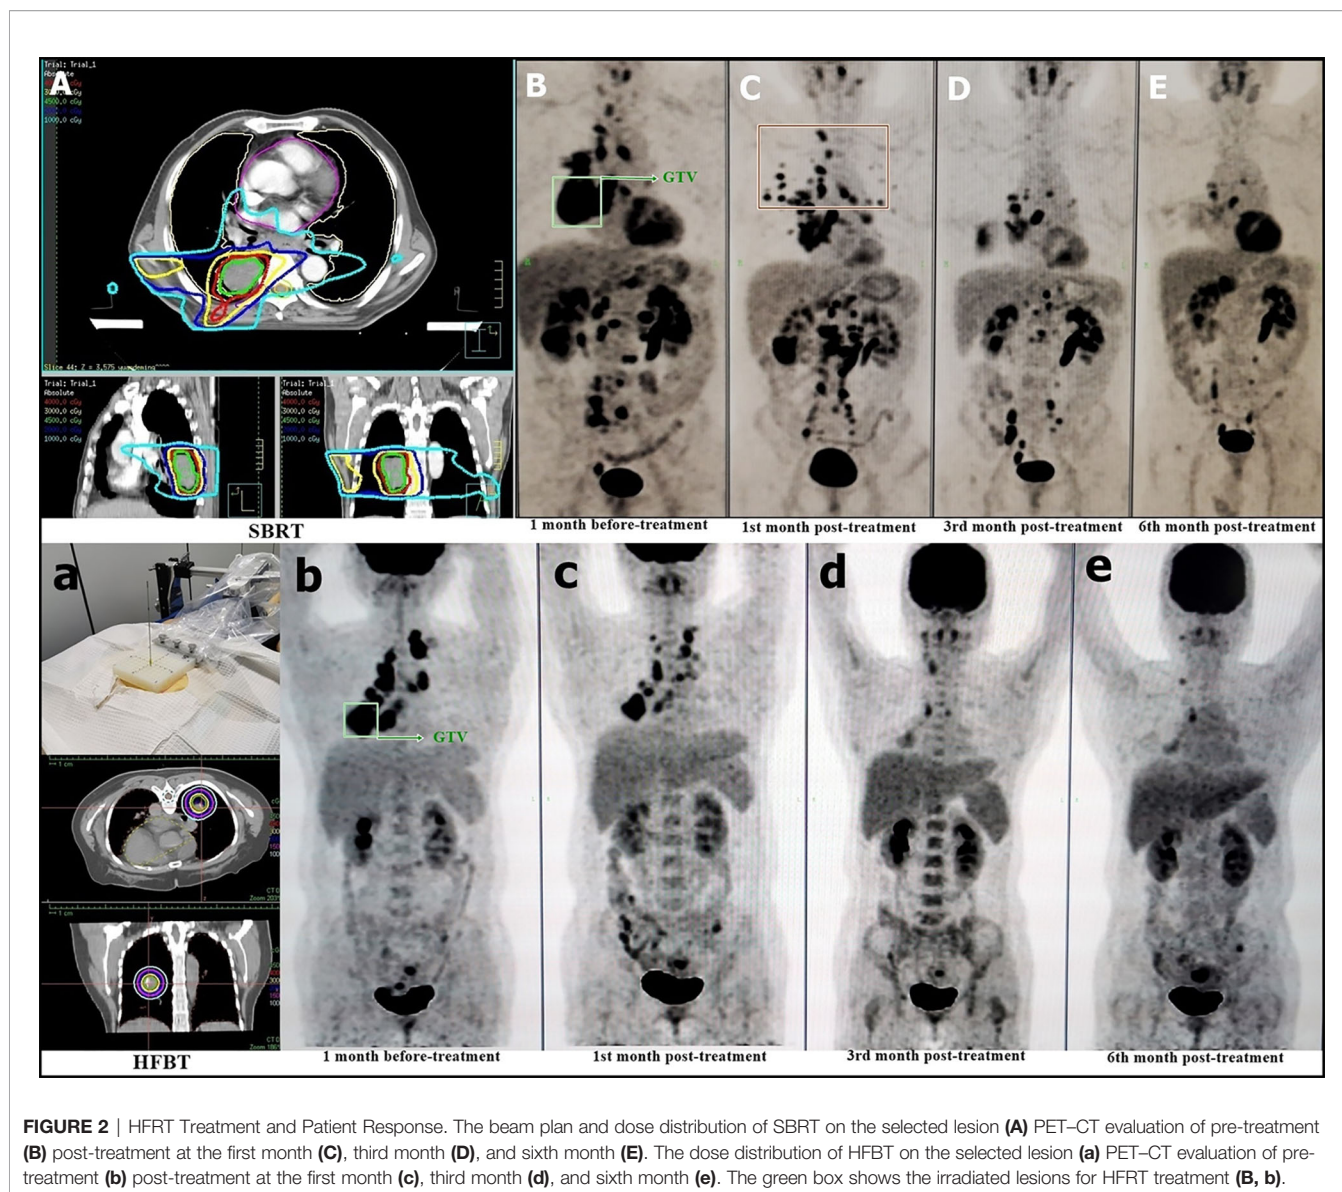 Trial: Trial_1
Absolute
A
3000.0 cGy
4500.0 cGy
1000.0 cGy
Slice 44: Z = 3.575
B
GTV
C
D
E
Trial: Trial_1
Absolute
4000.0 cGy
3000.0 cGy
4500.0 cGy
1000.0 cGy
Trial: Trial_1
Absolute
4000.0 cGy
3000.0 cGy
4500.0 cGy
1000.0 cGy
SBRT
1 month before-treatment
1st month post-treatment
3rd month post-treatment
6th month post-treatment
a
b
GTV
c
d
e
1 cm
1 cm
HFBT
1 month before-treatment
1st month post-treatment
3rd month post-treatment
6th month post-treatment
FIGURE 2 | HFRT Treatment and Patient Response. The beam plan and dose distribution of SBRT on the selected lesion (A) PET–CT evaluation of pre-treatment
(B) post-treatment at the first month (C), third month (D), and sixth month (E). The dose distribution of HFBT on the selected lesion (a) PET–CT evaluation of pre-
treatment (b) post-treatment at the first month (c), third month (d), and sixth month (e). The green box shows the irradiated lesions for HFRT treatment (B, b).